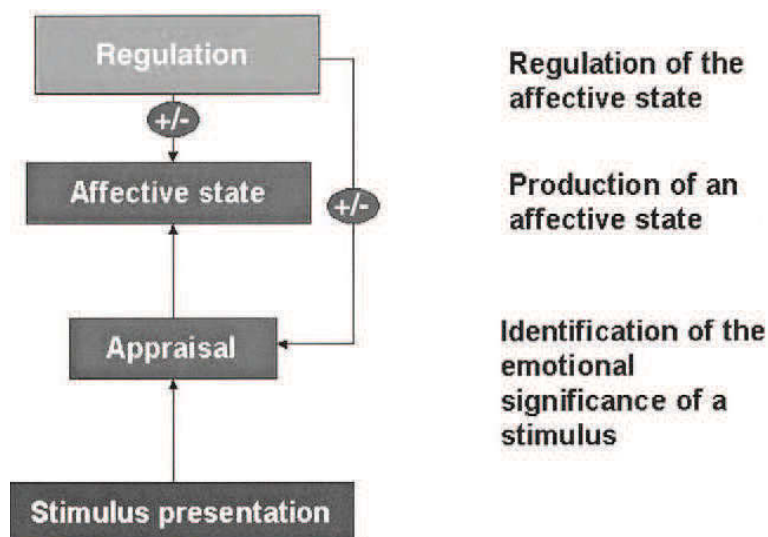 Regulation
Regulation of the
affective state
+/-
Affective state
Production of an
affective state
+/-
Appraisal
Identification of the
emotional
significance of a
stimulus
Stimulus presentation